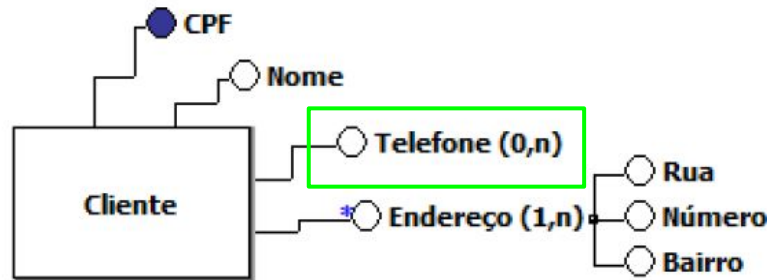 CPF
Nome
Telefone (0,n)
Cliente
Rua
* Endereço (1,n)
Número
Bairro